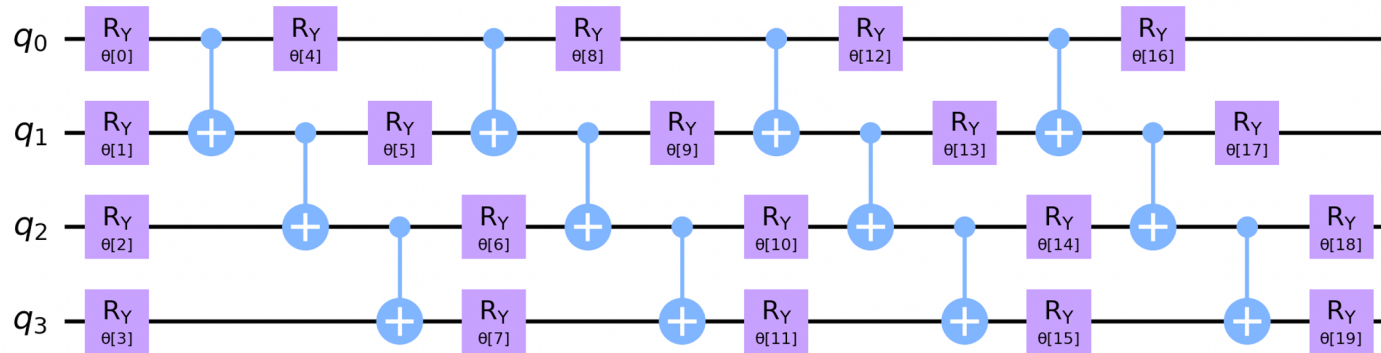 q0 RY RY RY RY RY
θ[0] θ[4] θ[8] θ[12] θ[16]
q1 RY RY RY RY RY
θ[1] θ[5] θ[9] θ[13] θ[17]
q2 RY RY RY RY RY
θ[2] θ[6] θ[10] θ[14] θ[18]
q3 RY RY RY RY RY
θ[3] θ[7] θ[11] θ[15] θ[19]